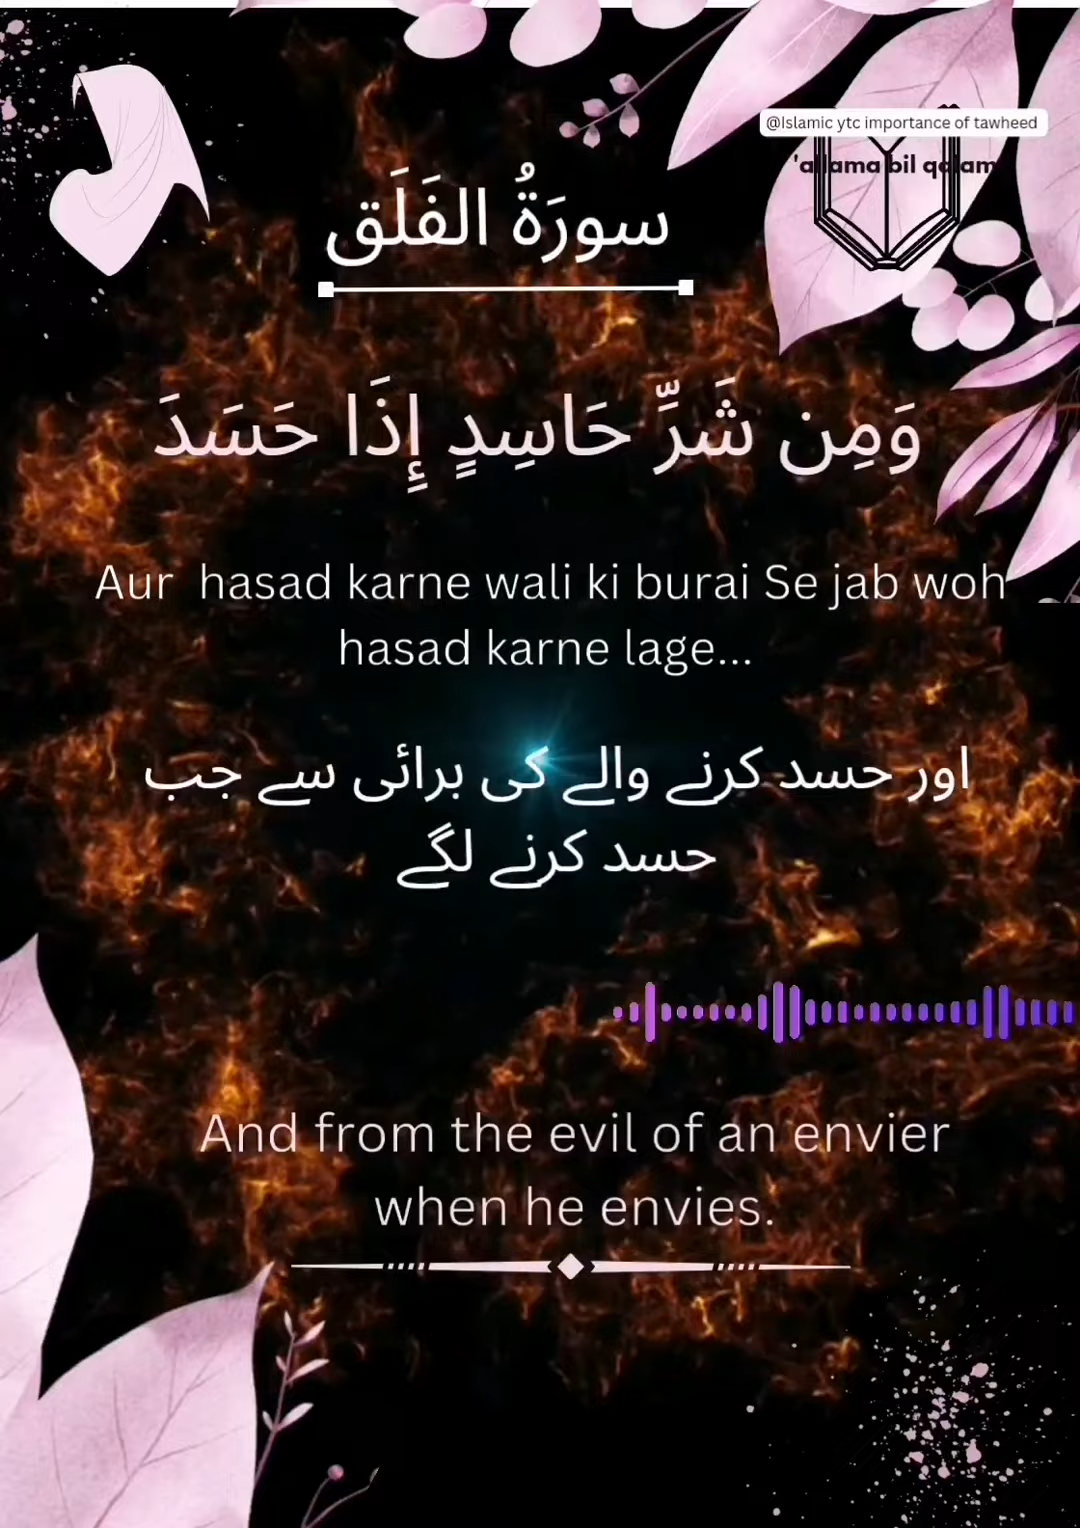 @Islamic ytc importance of tawheed
'allama bil qalam
سورَةُ الفَلَق
وَمِن شَرِّ حَاسِدٍ إِذَا حَسَدَ
Aur hasad karne wali ki burai Se jab woh
hasad karne lage...
اور حسد کرنے والے کی برائی سے جب
حسد کرنے لگے
And from the evil of an envier
when he envies.